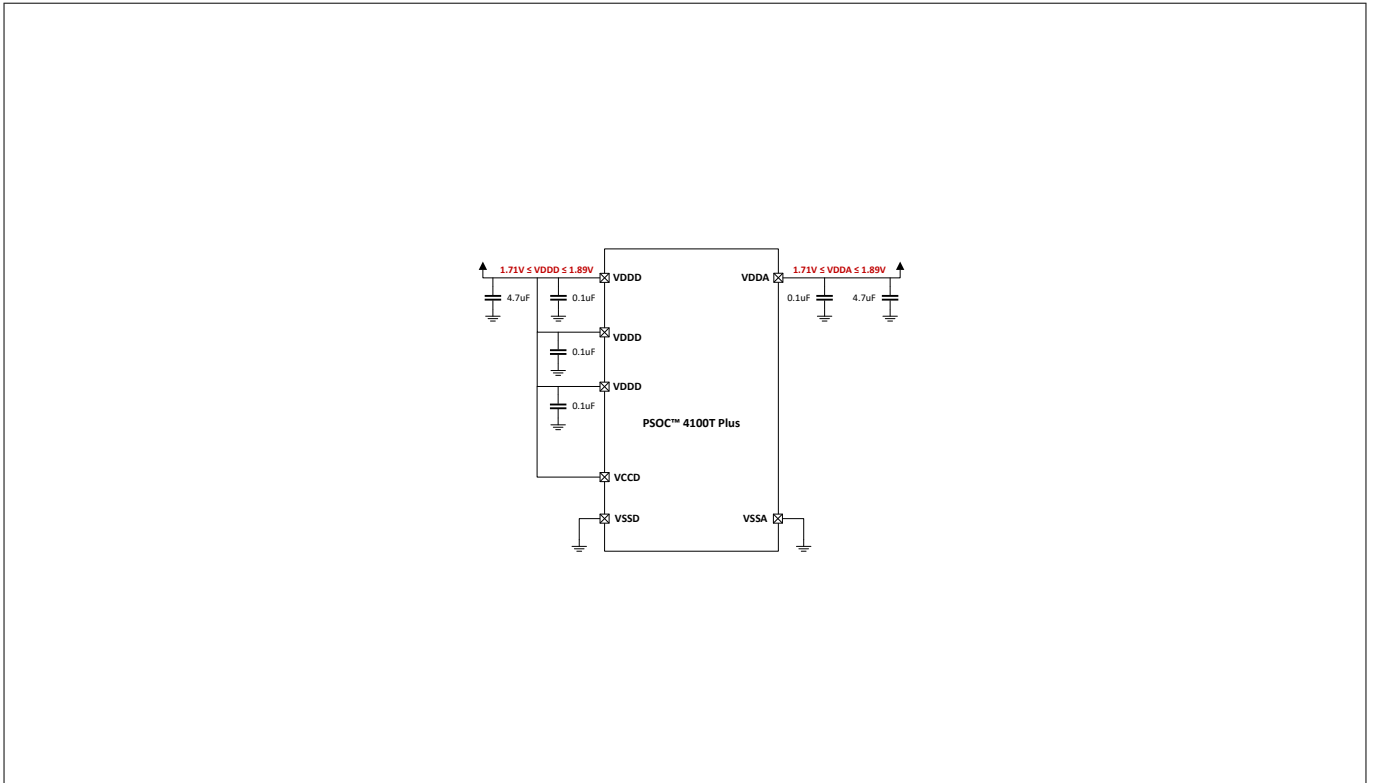 1.71V ≤ VDDD ≤ 1.89V
VDDD
VDDA
1.71V ≤ VDDA ≤ 1.89V
4.7uF
0.1uF
0.1uF
4.7uF
VDDD
0.1uF
VDDD
0.1uF
PSOC™ 4100T Plus
VCCD
VSSD
VSSA